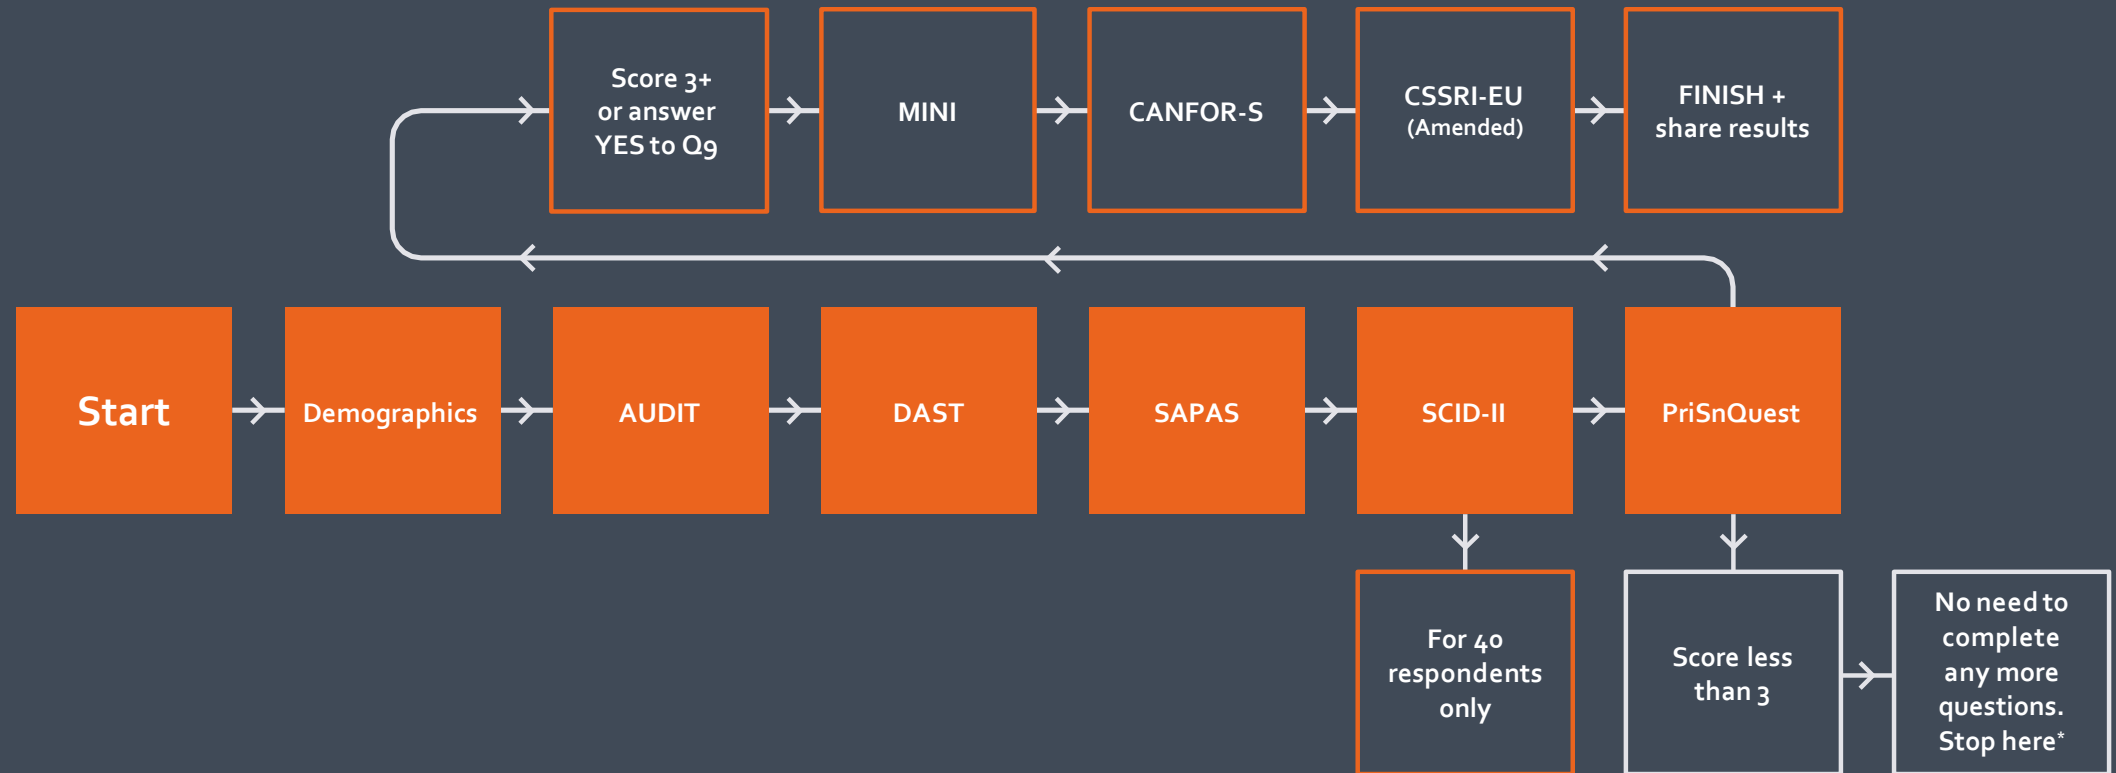 Score 3+
or answer
YES to Q9
MINI
CANFOR-S
CSSRI-EU
(Amended)
FINISH +
share results
Start
Demographics
AUDIT
DAST
SAPAS
SCID-II
PriSnQuest
For 40
respondents
only
Score less
than 3
No need to
complete
any more
questions.
Stop here*